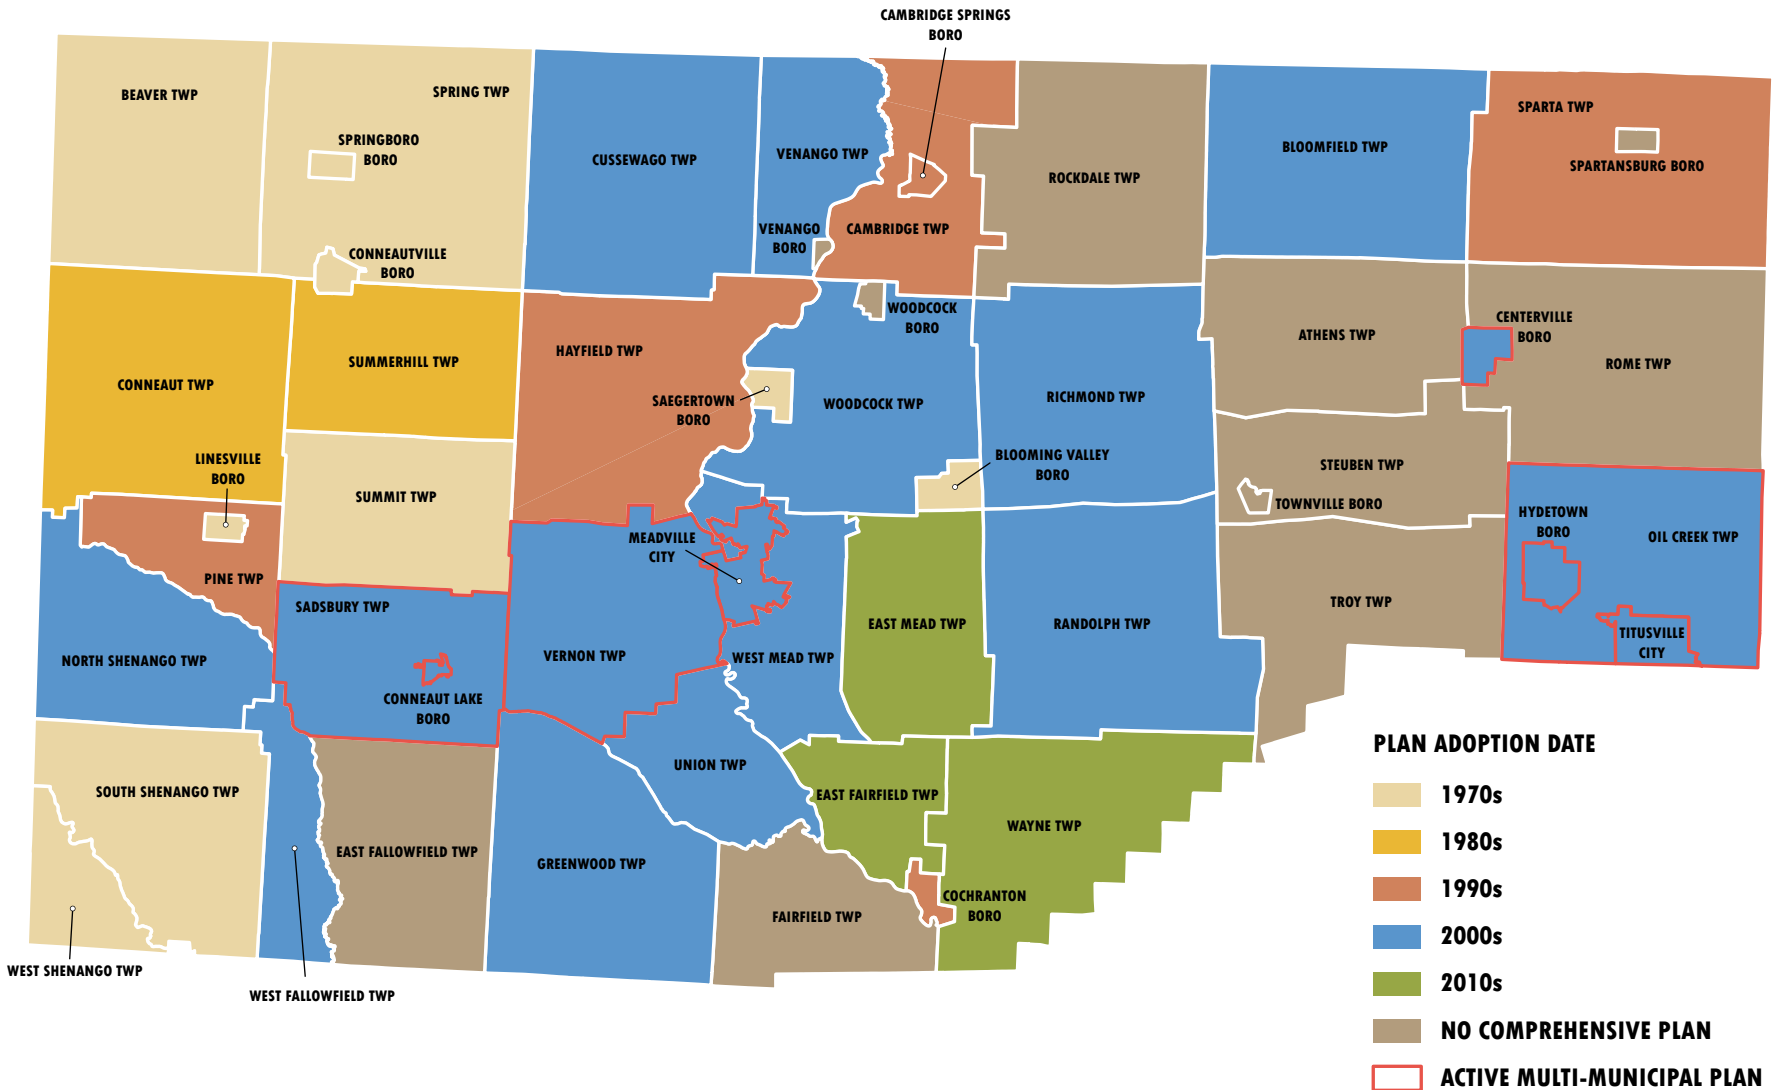 CAMBRIDGE SPRINGS
BORO
BEAVER TWP
SPRING TWP
SPRINGBORO
BORO
CUSSEWAGO TWP
VENANGO TWP
ROCKDALE TWP
BLOOMFIELD TWP
SPARTA TWP
SPARTANSBURG BORO
VENANGO
BORO
CAMBRIDGE TWP
CONNEAUTVILLE
BORO
WOODCOCK
BORO
CENTERVILLE
BORO
ATHENS TWP
ROME TWP
HAYFIELD TWP
SUMMERHILL TWP
CONNEAUT TWP
SAEGERTOWN
BORO
WOODCOCK TWP
RICHMOND TWP
LINESVILLE
BORO
BLOOMING VALLEY
BORO
STEUBEN TWP
SUMMIT TWP
TOWNVILLE BORO
HYDETOWN
BORO
OIL CREEK TWP
MEADVILLE
CITY
PINE TWP
SADSBURY TWP
TROY TWP
EAST MEAD TWP
RANDOLPH TWP
TITUSVILLE
CITY
NORTH SHENANGO TWP
VERNON TWP
WEST MEAD TWP
CONNEAUT LAKE
BORO
UNION TWP
SOUTH SHENANGO TWP
EAST FAIRFIELD TWP
WAYNE TWP
EAST FALLOWFIELD TWP
GREENWOOD TWP
COCHRANTON
BORO
FAIRFIELD TWP
WEST SHENANGO TWP
WEST FALLOWFIELD TWP
PLAN ADOPTION DATE
1970s
1980s
1990s
2000s
2010s
NO COMPREHENSIVE PLAN
ACTIVE MULTI-MUNICIPAL PLAN